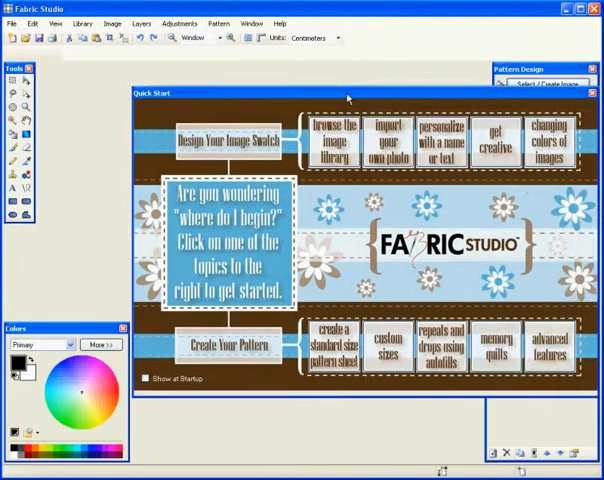 Fabric Studio
File Edit View Library Image Layers Adjustments Pattern Window Help
Window Units: Centimeters
Tools
Pattern Design
Select / Create Image
Quick Start
Design Your Image Swatch
browse the
image
library
import
your
own photo
personalize
with a name
or text
get
creative
changing
colors of
images
Are you wondering
"where do I begin?"
Click on one of the
topics to the
right to get started.
FABRIC STUDIO™
Create Your Pattern
create a
standard size
pattern sheet
custom
sizes
repeats and
drops using
autofills
memory
quilts
advanced
features
Show at Startup
Colors
Primary More >>